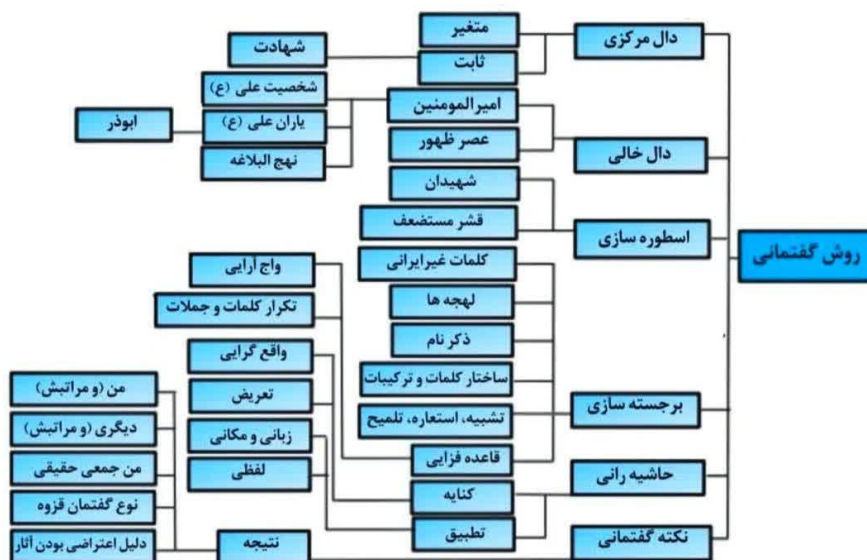 روش گفتمانی
دال مرکزی
متغیر
ثابت
شهادت
دال خالی
امیرالمومنین
شخصیت علی (ع)
یاران علی (ع)
ابوذر
نهج البلاغه
عصر ظهور
اسطوره سازی
شهیدان
قشر مستضعف
برجسته سازی
کلمات غیرایرانی
لهجه ها
ذکر نام
ساختار کلمات و ترکیبات
تشبیه، استعاره، تلمیح
قاعده فزایی
واج آرایی
تکرار کلمات و جملات
حاشیه رانی
کنایه
واقع گرایی
تعریض
تطبیق
زبانی و مکانی
لفظی
نکته گفتمانی
نتیجه
من (و مراتبش)
دیگری (و مراتبش)
من جمعی حقیقی
نوع گفتمان قزوه
دلیل اعتراضی بودن آثار